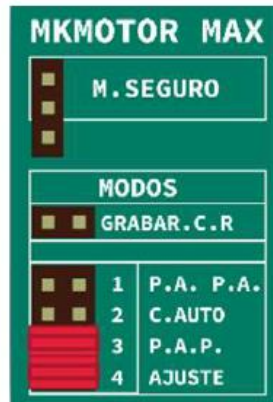 MKMOTOR MAX
M.SEGURO
MODOS
GRABAR.C.R
1 P.A. P.A.
2 C.AUTO
3 P.A.P.
4 AJUSTE